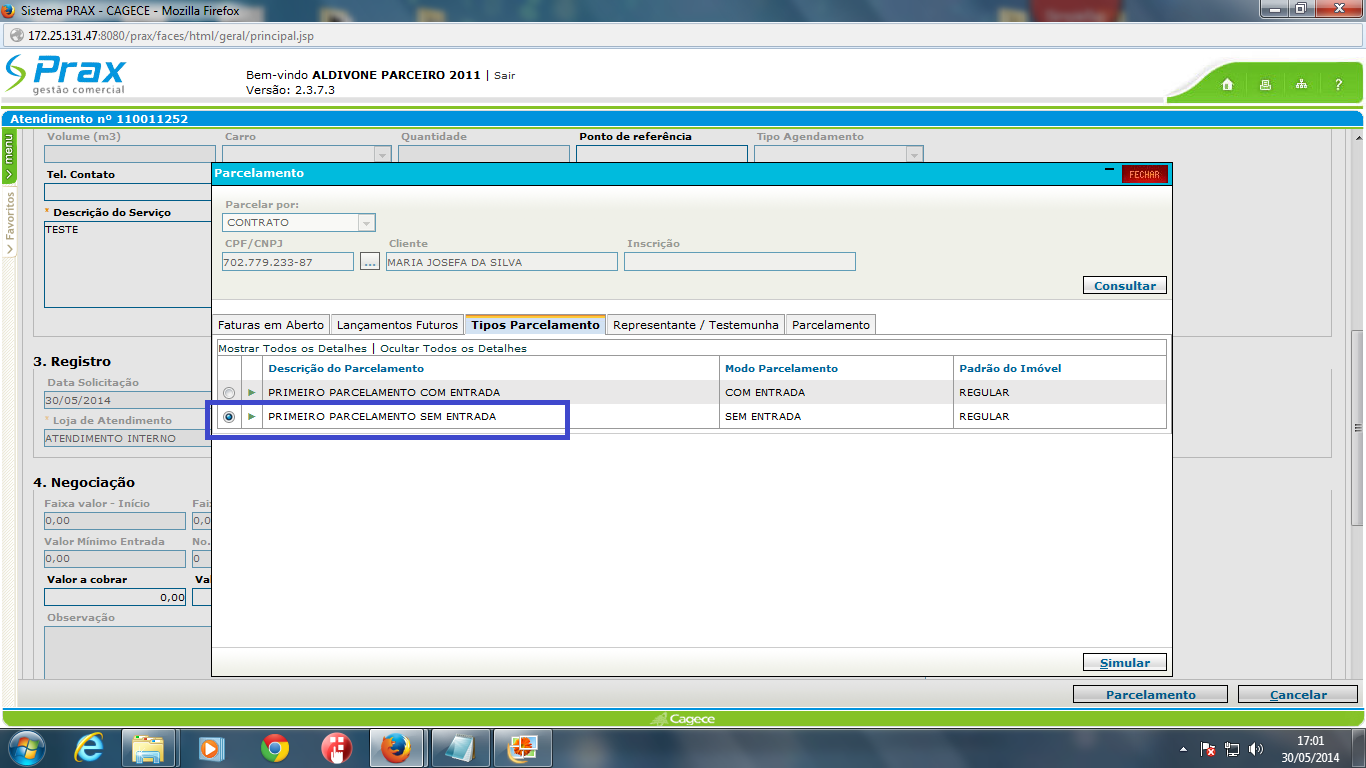 Sistema PRAX - CAGECE - Mozilla Firefox
172.25.131.47:8080/prax/faces/html/geral/principal.jsp
Prax
gestão comercial
Bem-vindo ALDIVONE PARCEIRO 2011 | Sair
Versão: 2.3.7.3
?
Atendimento nº 110011252
menu
Favoritos
Volume (m3) Carro Quantidade Ponto de referência Tipo Agendamento
Tel. Contato
* Descrição do Serviço
TESTE
3. Registro
Data Solicitação
30/05/2014
* Loja de Atendimento
ATENDIMENTO INTERNO
4. Negociação
Faixa valor - Início Fai
0,00 0,0
Valor Mínimo Entrada No.
0,00 0
Valor a cobrar Va
0,00
Observação
Parcelamento FECHAR
Parcelar por:
CONTRATO
CPF/CNPJ Cliente Inscrição
702.779.233-87 ... MARIA JOSEFA DA SILVA
Consultar
Faturas em Aberto Lançamentos Futuros Tipos Parcelamento Representante / Testemunha Parcelamento
Mostrar Todos os Detalhes | Ocultar Todos os Detalhes
Descrição do Parcelamento Modo Parcelamento Padrão do Imóvel
PRIMEIRO PARCELAMENTO COM ENTRADA COM ENTRADA REGULAR
PRIMEIRO PARCELAMENTO SEM ENTRADA SEM ENTRADA REGULAR
Simular
Parcelamento Cancelar
Cagece
17:01
30/05/2014